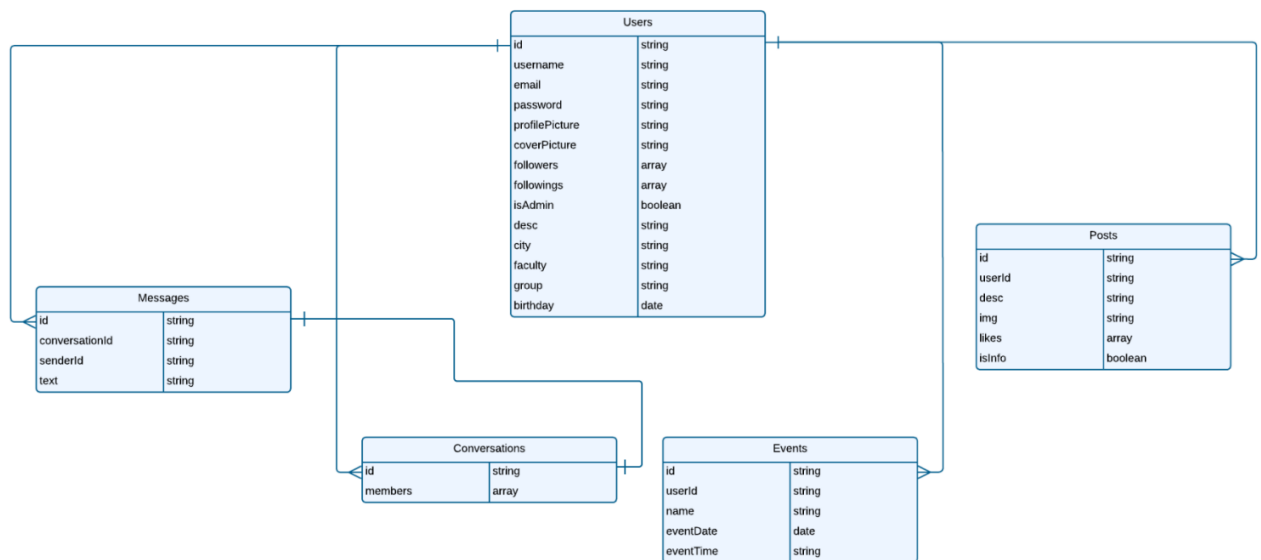 Users
id string
username string
email string
password string
profilePicture string
coverPicture string
followers array
followings array
isAdmin boolean
desc string
city string
faculty string
group string
birthday date
Posts
id string
userId string
desc string
img string
likes array
isInfo boolean
Messages
id string
conversationId string
senderId string
text string
Conversations
id string
members array
Events
id string
userId string
name string
eventDate date
eventTime string